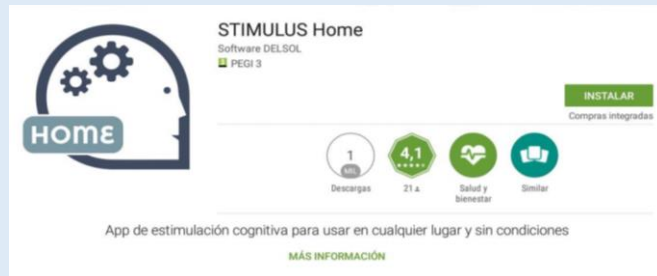 STIMULUS Home
Software DELSOL
PEGI 3
HOME
INSTALAR
Compras integradas
1
MIL
4,1
Descargas
21
Salud y
bienestar
Similar
App de estimulación cognitiva para usar en cualquier lugar y sin condiciones
MÁS INFORMACIÓN